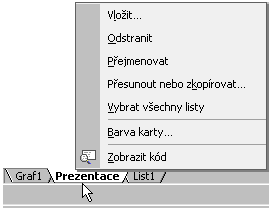 Vložit...
Odstranit
Přejmenovat
Přesunout nebo zkopírovat...
Vybrat všechny listy
Barva karty...
Zobrazit kód
Graf1 Prezentace List1